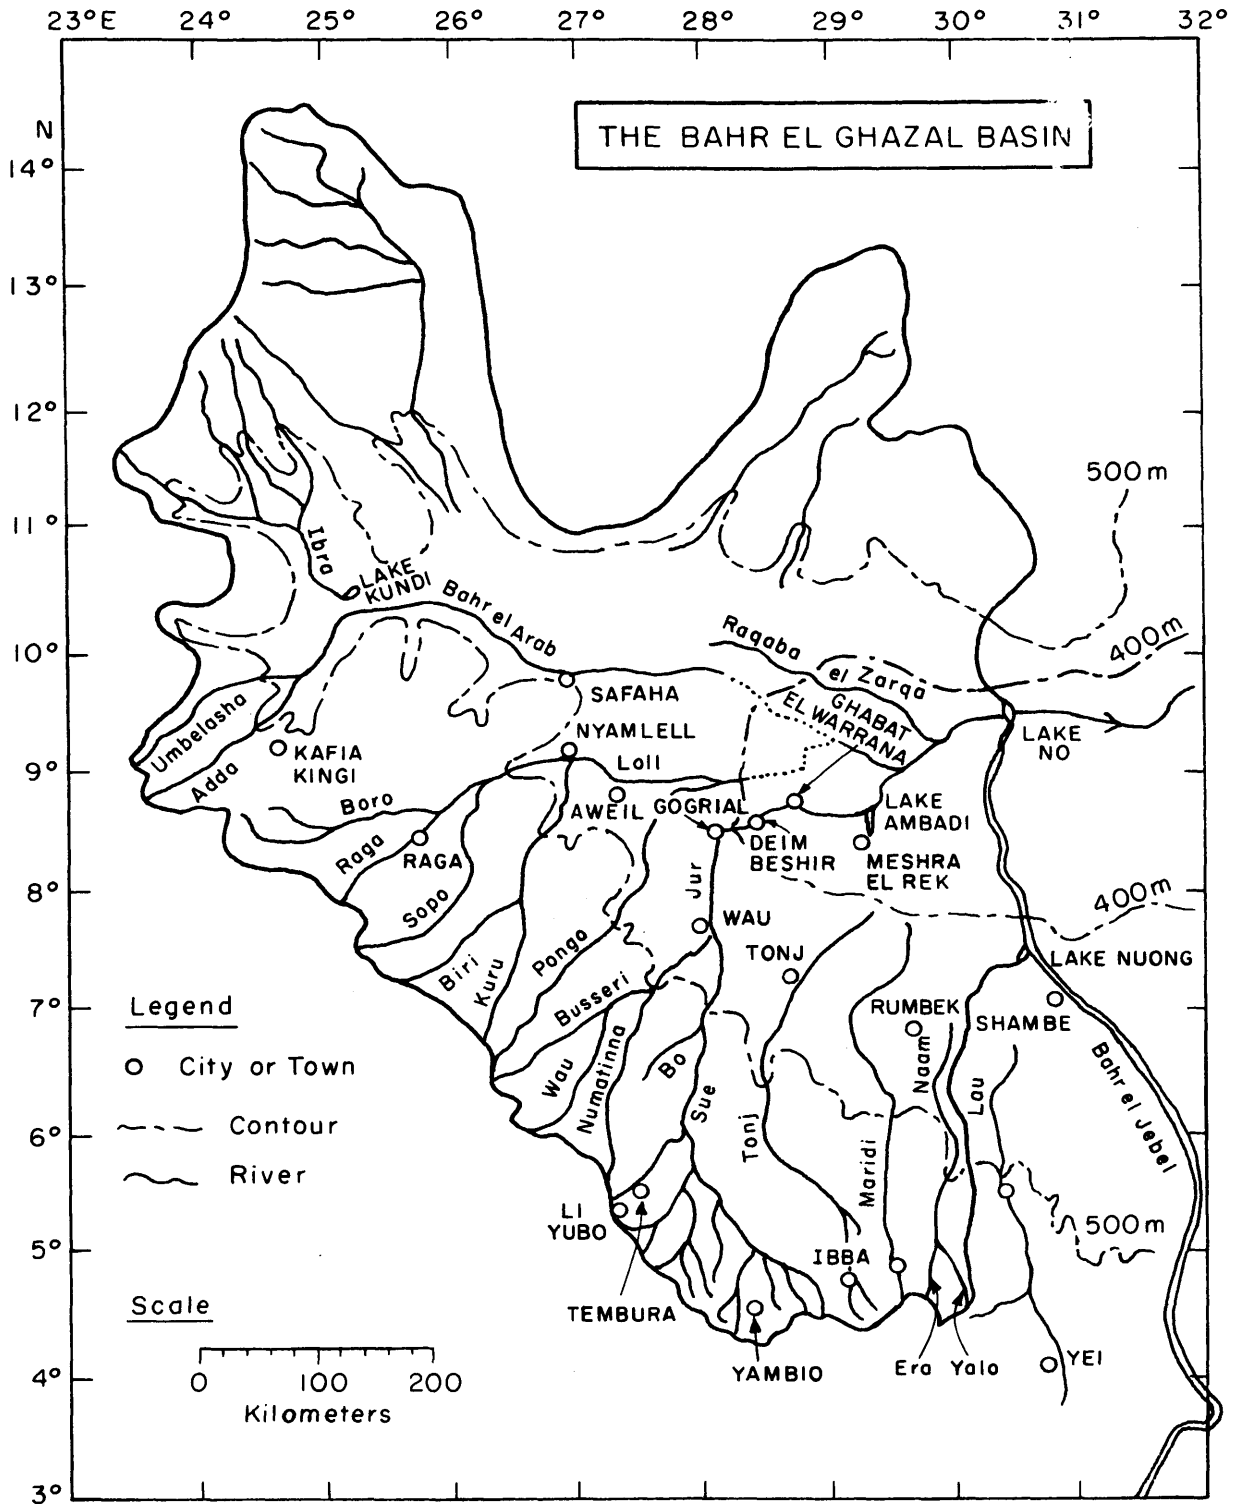 23°E 24° 25° 26° 27° 28° 29° 30° 31° 32°
N
THE BAHR EL GHAZAL BASIN
14°
13°
12°
500m
11°
Ibra
LAKE
KUNDI
Bahr el Arab
10°
Raqaba
el Zarqa
400m
Umbelasha
SAFAHA
GHABAT
EL WARRANA
NYAMLELL
LAKE
NO
KAFIA
KINGI
Adda
Loll
9°
Boro
AWEIL
GOGRIAL
LAKE
AMBADI
DEIM
BESHIR
MESHRA
EL REK
Raga
RAGA
8°
Jur
400m
Sopo
WAU
TONJ
Pongo
LAKE NUONG
Biri
Kuru
Busseri
Legend
7°
RUMBEK
SHAMBE
City or Town
Wau
Numatinna
Bo
Sue
Naam
Lau
Bahr el Jebel
6°
Contour
Tonj
Maridi
River
LI
YUBO
500m
5°
IBBA
Scale
TEMBURA
YAMBIO
Era
Yalo
YEI
4°
0 100 200
Kilometers
3°